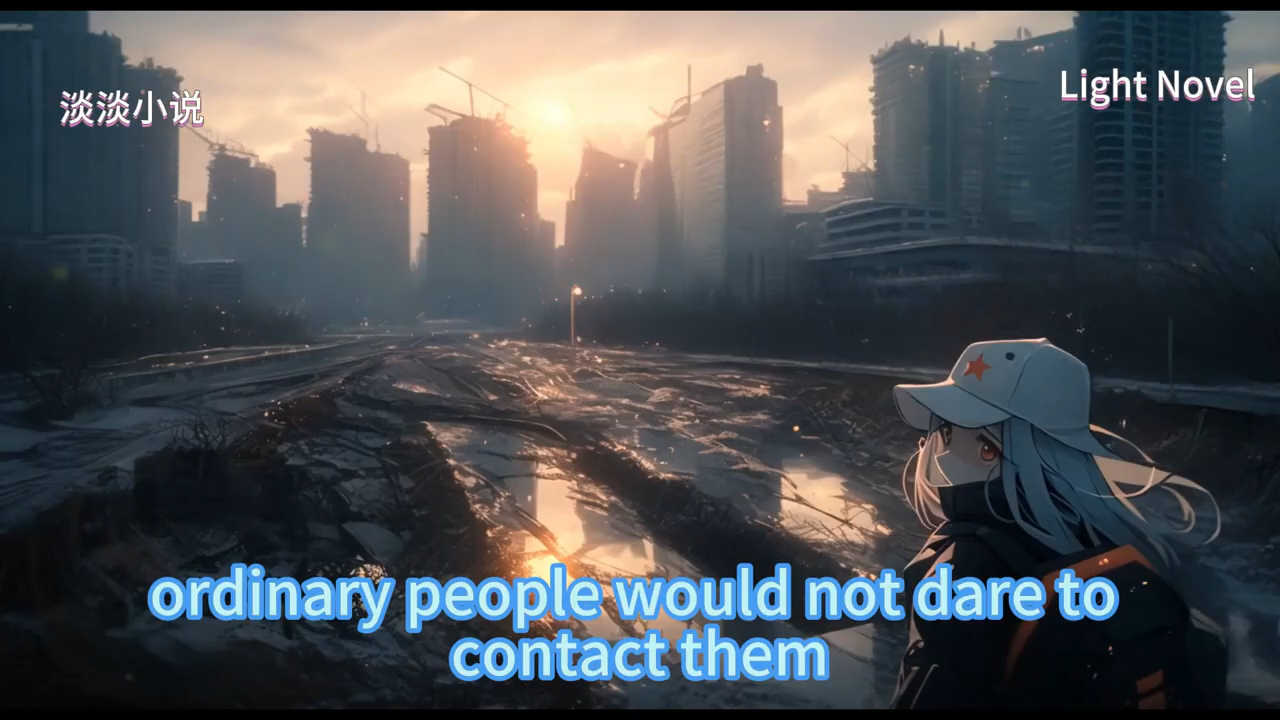 淡淡小说
Light Novel
ordinary people would not dare to
contact them